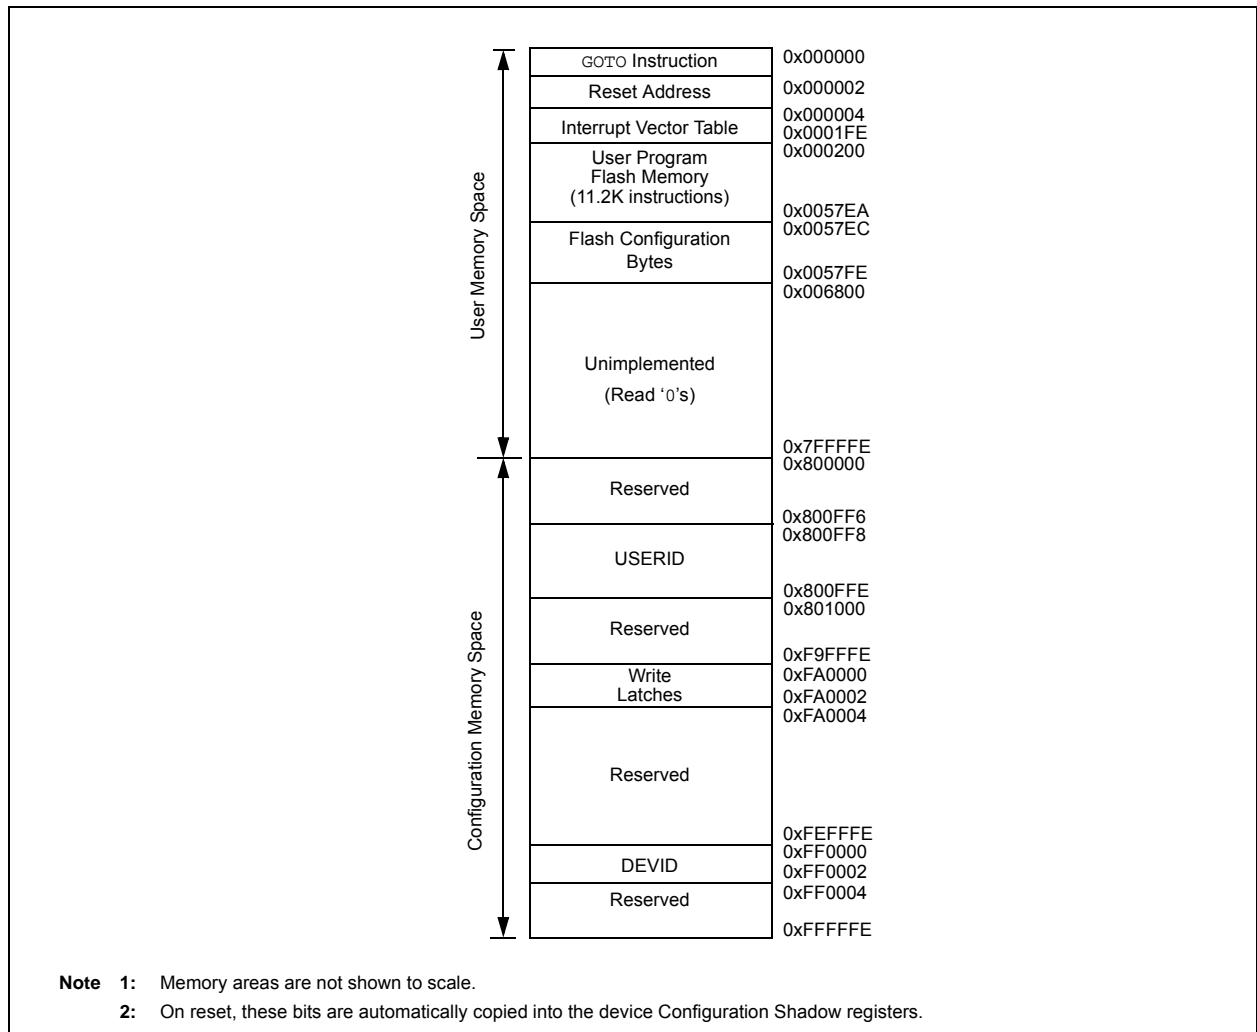 GOTO Instruction
0x000000
Reset Address
0x000002
Interrupt Vector Table
0x000004
0x0001FE
User Program
Flash Memory
(11.2K instructions)
0x000200
0x0057EA
Flash Configuration
Bytes
0x0057EC
0x0057FE
Unimplemented
(Read ‘0’s)
0x006800
0x7FFFFE
User Memory Space
Reserved
0x800000
0x800FF6
USERID
0x800FF8
0x800FFE
Reserved
0x801000
0xF9FFFE
Write
Latches
0xFA0000
0xFA0002
Reserved
0xFA0004
0xFEFFFE
DEVID
0xFF0000
0xFF0002
Reserved
0xFF0004
0xFFFFFE
Configuration Memory Space
Note 1: Memory areas are not shown to scale.
2: On reset, these bits are automatically copied into the device Configuration Shadow registers.